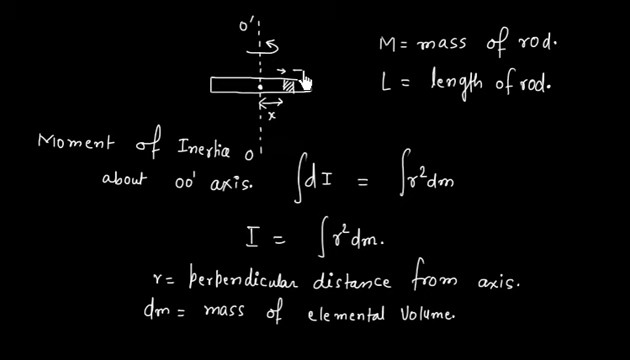 O'
M = mass of rod.
L = length of rod.
x
Moment of Inertia O
about OO' axis. ∫dI = ∫r²dm
I = ∫r²dm.
r = perpendicular distance from axis.
dm = mass of elemental volume.